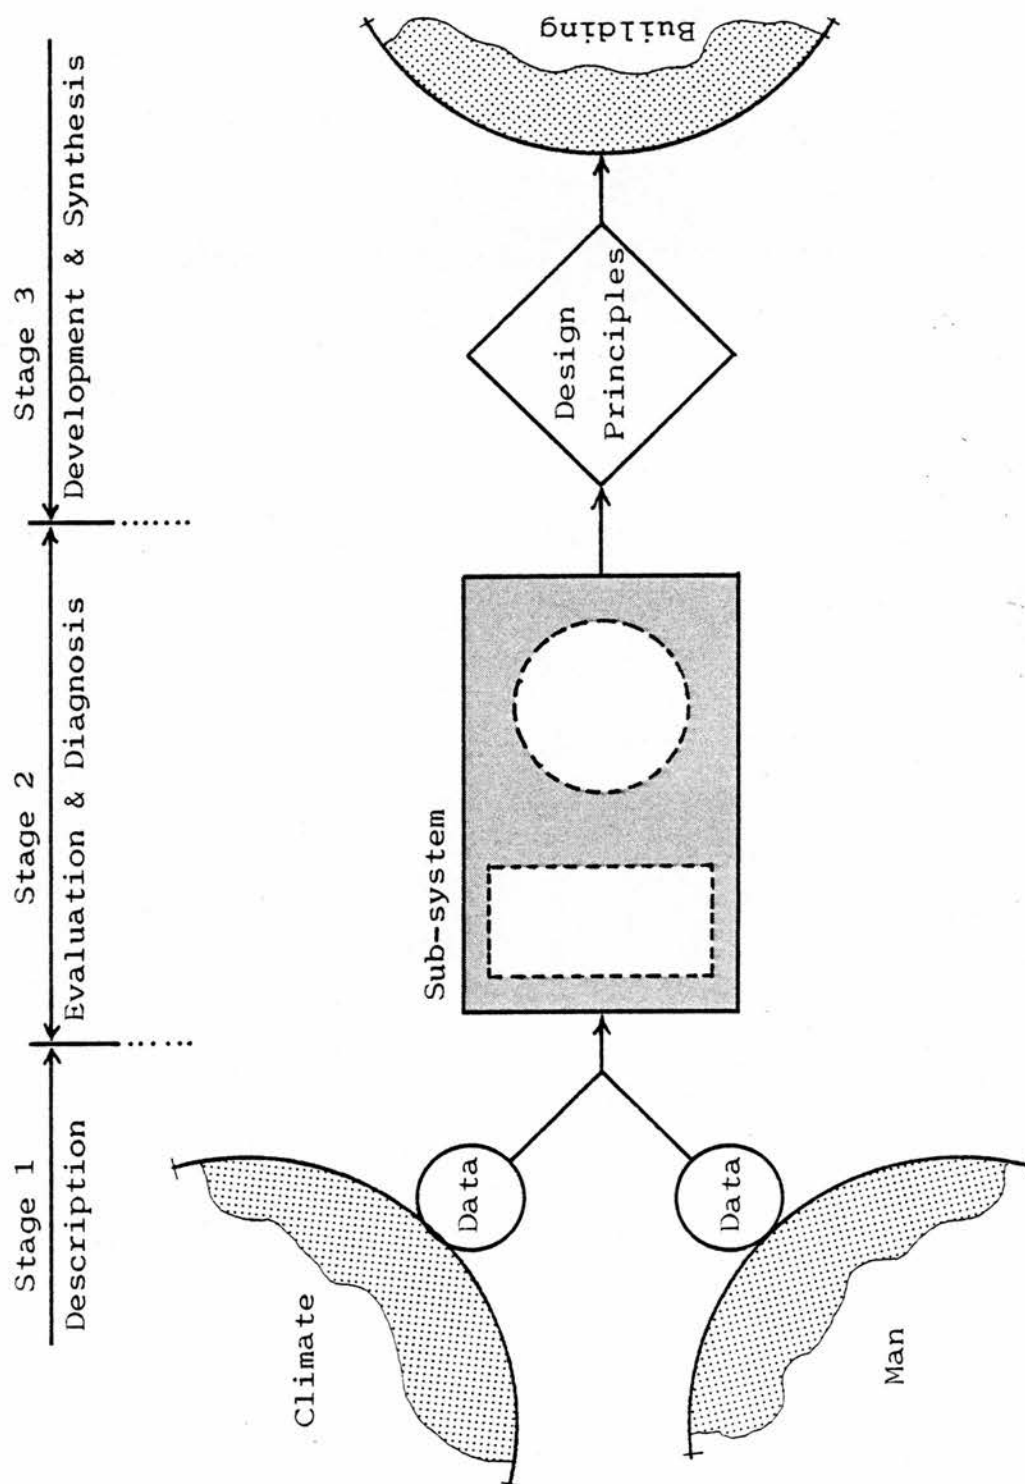 Stage 1
Description
Stage 2
Evaluation & Diagnosis
Stage 3
Development & Synthesis
Climate
Data
Data
Man
Sub-system
Design
Principles
Building